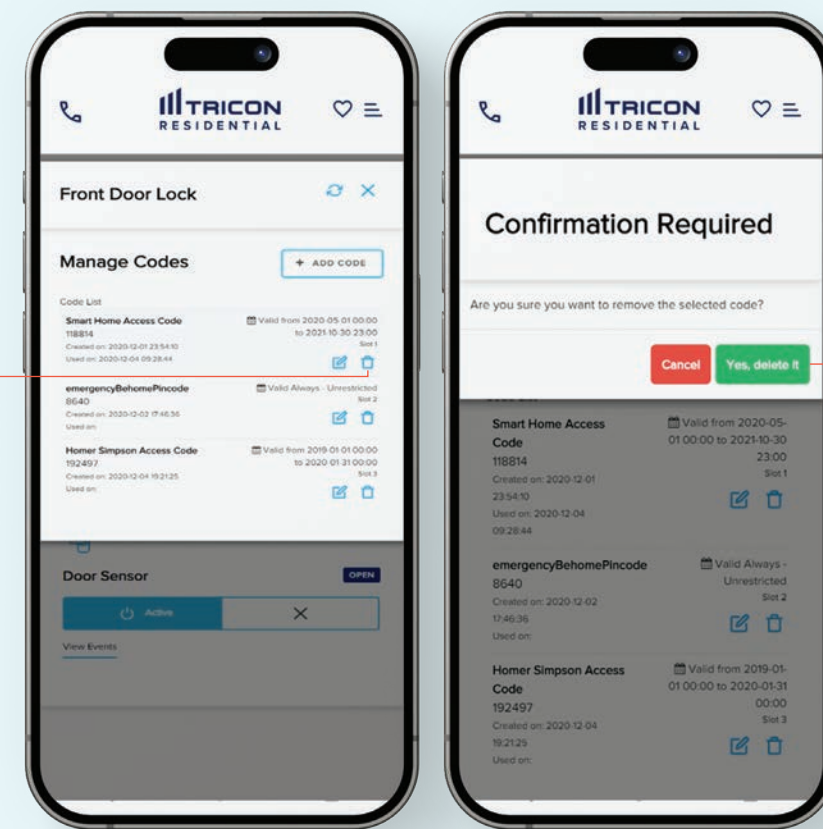 TRICON
RESIDENTIAL
Front Door Lock
Manage Codes
+ ADD CODE
Code List
Smart Home Access Code
Valid from 2020-05-01 00:00
118814
to 2021-10-30 23:00
Created on: 2020-12-01 23:54:10
Slot 1
Used on: 2020-12-04 09:28:44
emergencyBehomePincode
Valid Always - Unrestricted
8640
Slot 2
Created on: 2020-12-02 17:46:36
Used on:
Homer Simpson Access Code
Valid from 2019-01-01 00:00
192497
to 2020-01-31 00:00
Created on: 2020-12-04 19:21:25
Slot 3
Used on:
Door Sensor
OPEN
Active
View Events
TRICON
RESIDENTIAL
Confirmation Required
Are you sure you want to remove the selected code?
Cancel
Yes, delete it
Smart Home Access
Code
Valid from 2020-05-
01 00:00 to 2021-10-30
23:00
118814
Slot 1
Created on: 2020-12-01
23:54:10
Used on: 2020-12-04
09:28:44
emergencyBehomePincode
Valid Always -
Unrestricted
8640
Slot 2
Created on: 2020-12-02
17:46:36
Used on:
Homer Simpson Access
Code
Valid from 2019-01-
01 00:00 to 2020-01-31
00:00
192497
Slot 3
Created on: 2020-12-04
19:21:25
Used on: